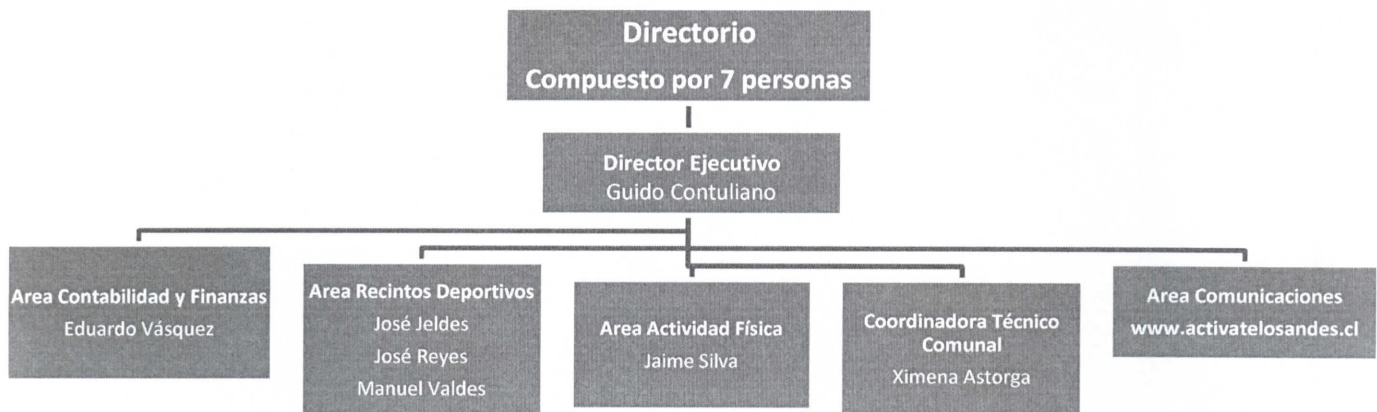 Directorio
Compuesto por 7 personas
Director Ejecutivo
Guido Contuliano
Area Contabilidad y Finanzas
Eduardo Vásquez
Area Recintos Deportivos
José Jeldes
José Reyes
Manuel Valdes
Area Actividad Física
Jaime Silva
Coordinadora Técnico
Comunal
Ximena Astorga
Area Comunicaciones
www.activatelosandes.cl